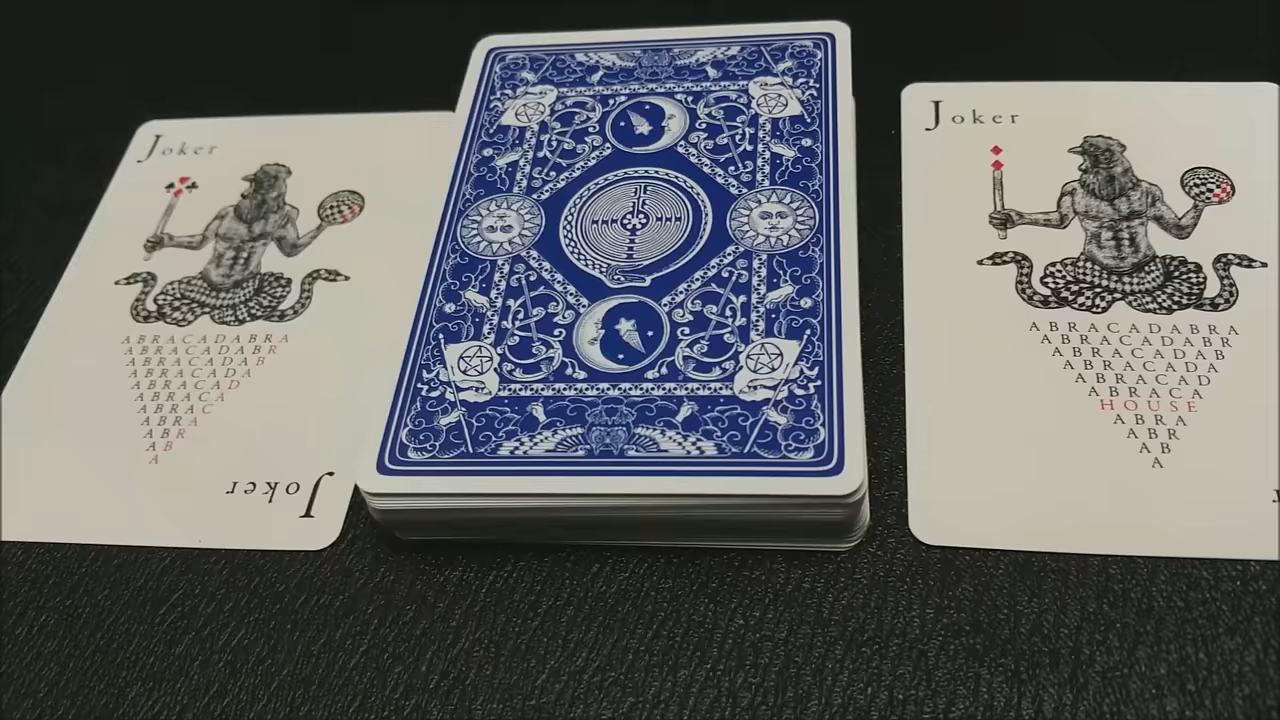 Joker
ABRACADABRA
ABRACADABR
ABRACADAB
ABRACADA
ABRACAD
ABRACA
ABRAC
ABRA
ABR
AB
A
Joker
Joker
ABRACADABRA
ABRACADABR
ABRACADAB
ABRACADA
ABRACAD
ABRACA
HOUSE
ABRA
ABR
AB
A